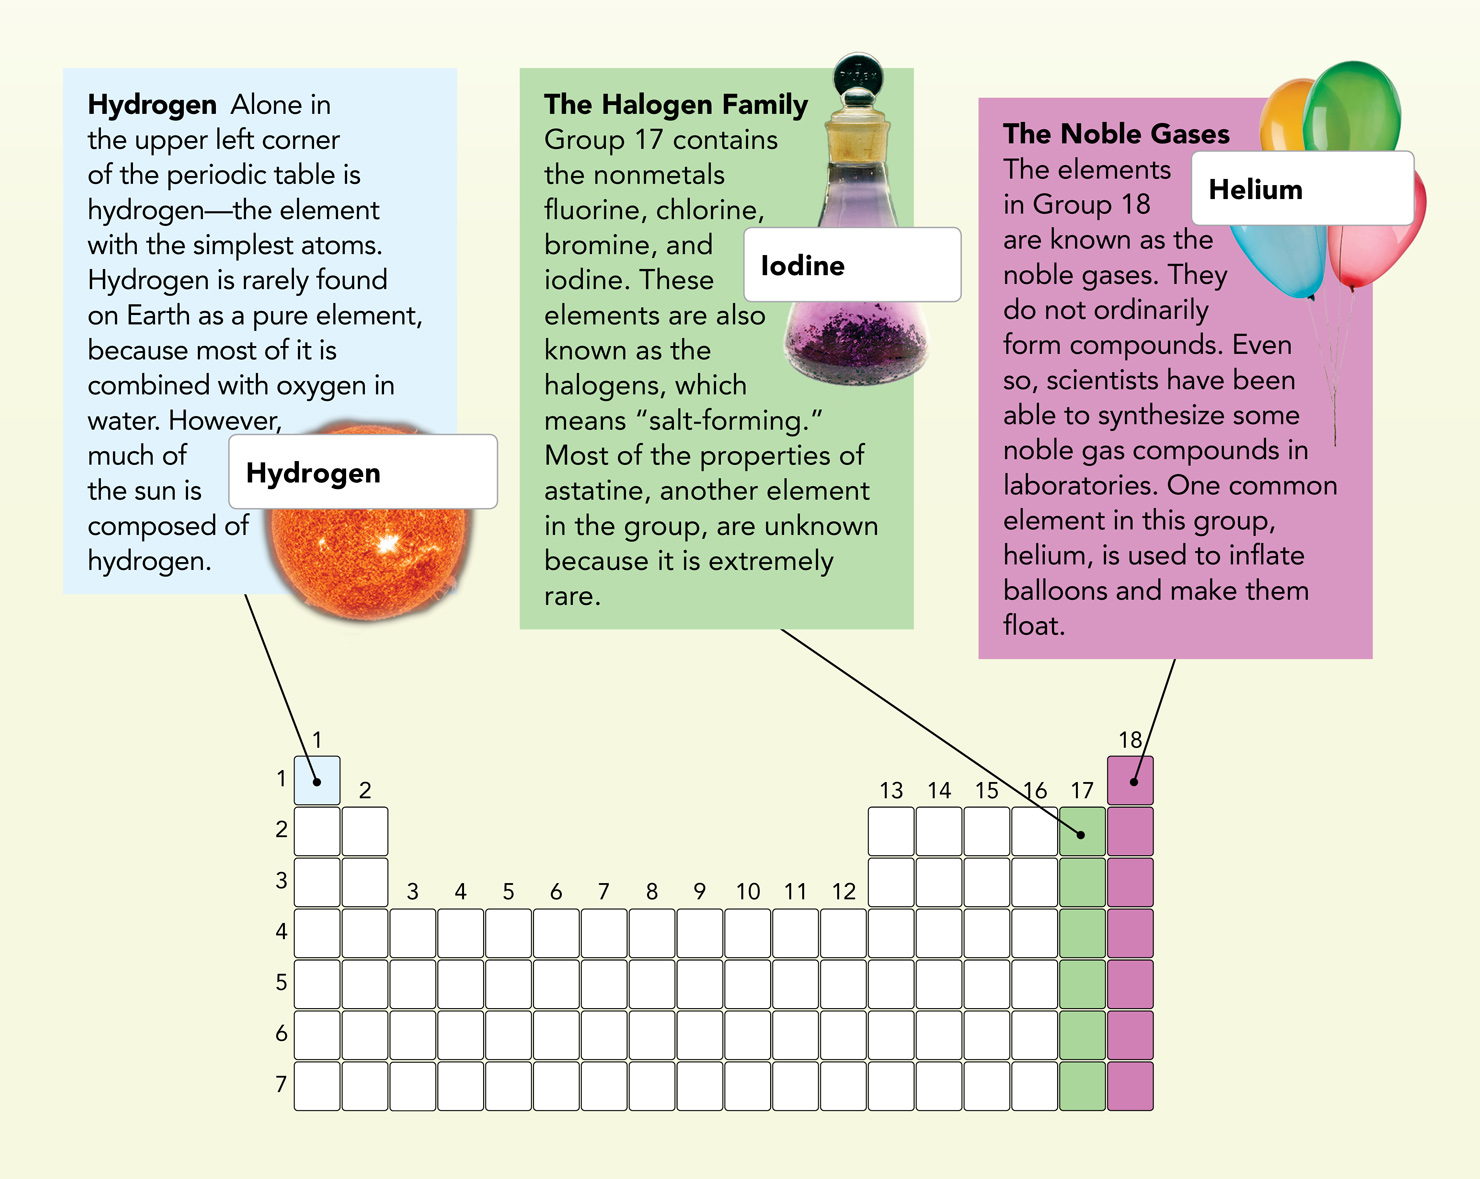 Hydrogen Alone in
the upper left corner
of the periodic table is
hydrogen—the element
with the simplest atoms.
Hydrogen is rarely found
on Earth as a pure element,
because most of it is
combined with oxygen in
water. However,
much of
the sun is
composed of
hydrogen.
Hydrogen
The Halogen Family
Group 17 contains
the nonmetals
fluorine, chlorine,
bromine, and
iodine. These
elements are also
known as the
halogens, which
means “salt-forming.”
Most of the properties of
astatine, another element
in the group, are unknown
because it is extremely
rare.
PYREX
Iodine
The Noble Gases
The elements
in Group 18
are known as the
noble gases. They
do not ordinarily
form compounds. Even
so, scientists have been
able to synthesize some
noble gas compounds in
laboratories. One common
element in this group,
helium, is used to inflate
balloons and make them
float.
Helium
1
18
1
2
13 14 15 16 17
2
3
3 4 5 6 7 8 9 10 11 12
4
5
6
7